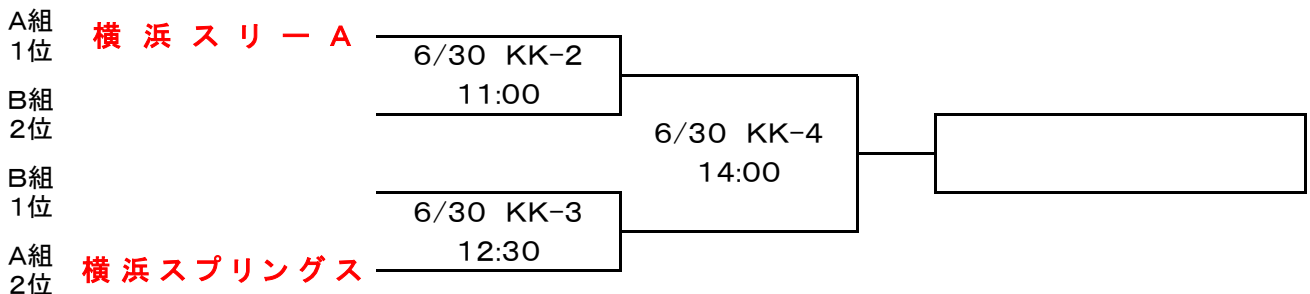 A組
1位
横浜スリーA
6/30 KK-2
11:00
B組
2位
6/30 KK-4
14:00
B組
1位
6/30 KK-3
12:30
A組
2位
横浜スプリングス